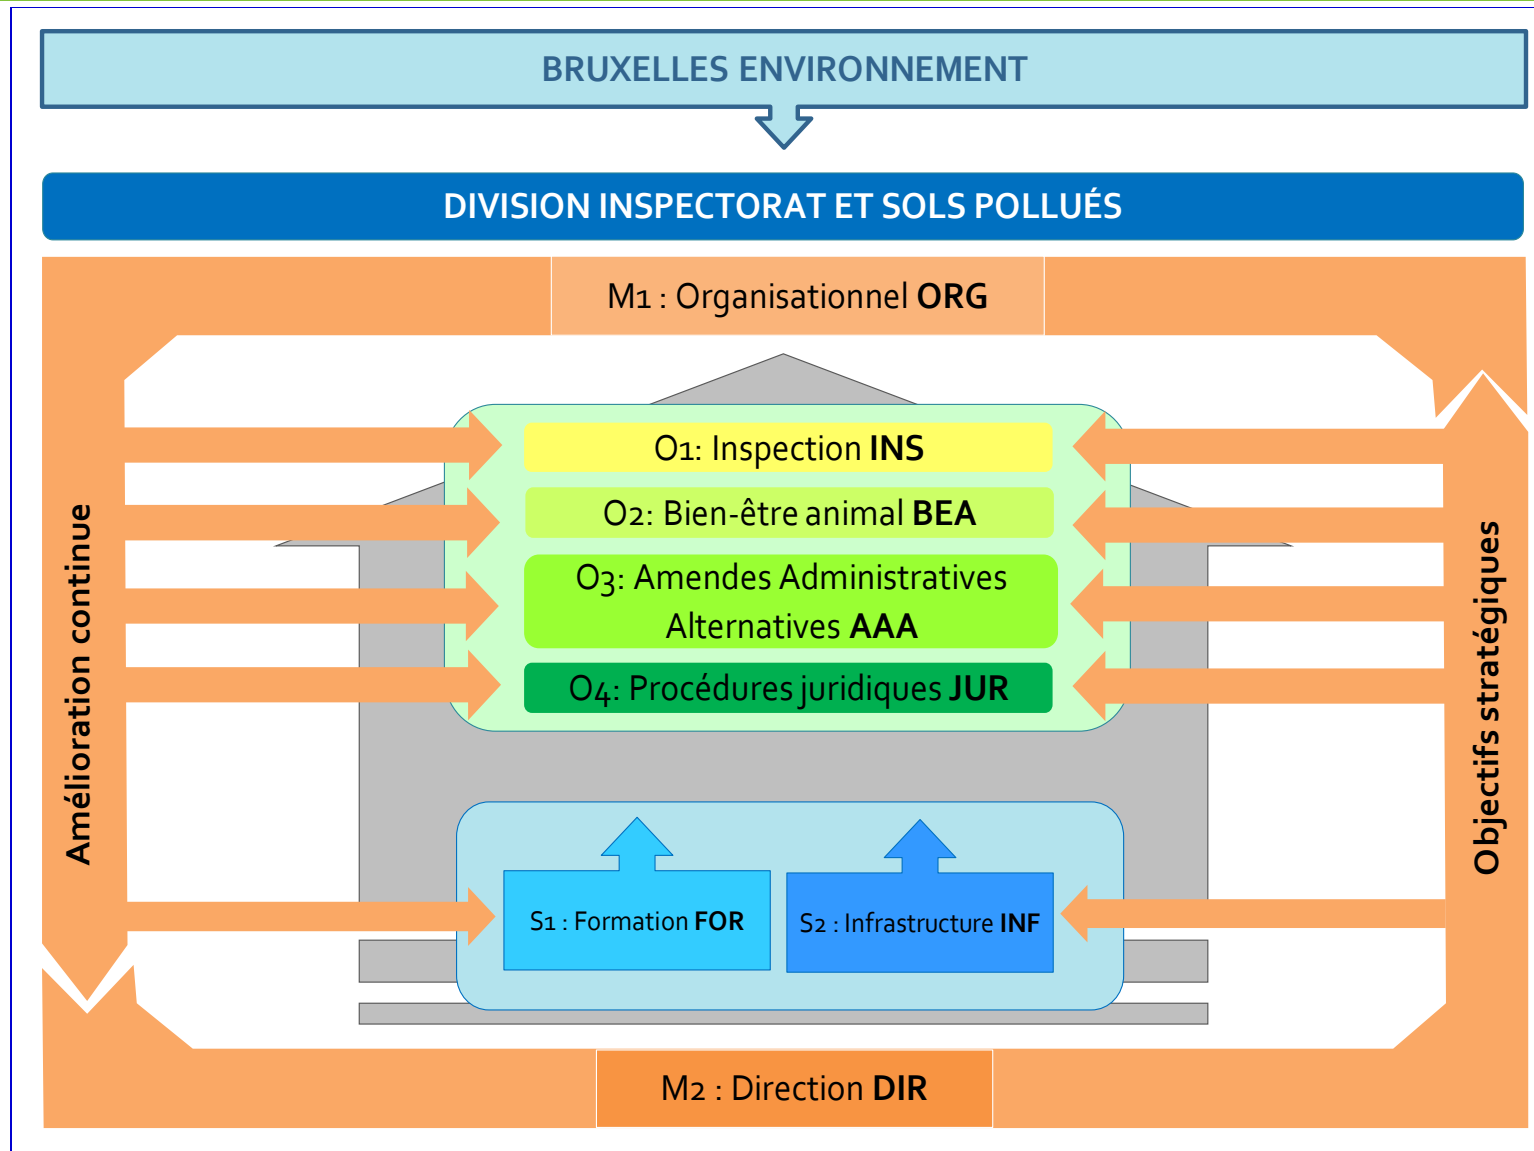 BRUXELLES ENVIRONNEMENT
DIVISION INSPECTORAT ET SOLS POLLUÉS
M1 : Organisationnel ORG
O1: Inspection INS
O2: Bien-être animal BEA
O3: Amendes Administratives
Alternatives AAA
O4: Procédures juridiques JUR
Amélioration continue
Objectifs stratégiques
S1 : Formation FOR
S2 : Infrastructure INF
M2 : Direction DIR